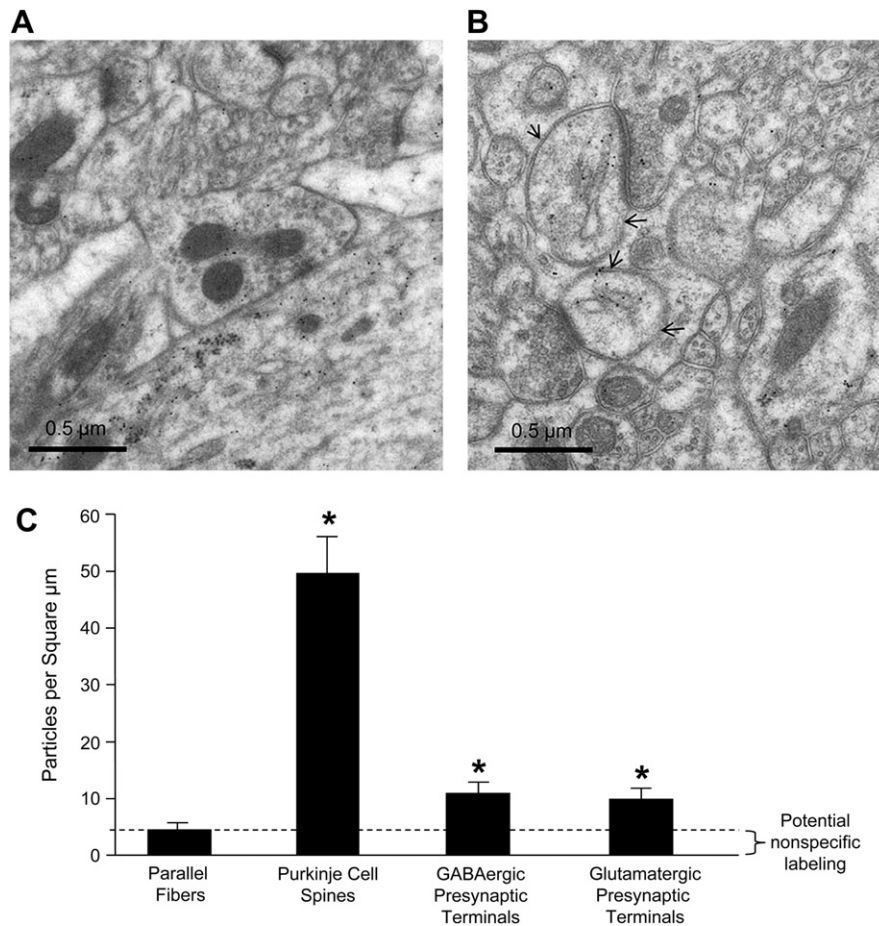 A
B
0.5 µm
0.5 µm
C
60
50
40
30
20
10
0
Particles per Square µm
*
*
*
Parallel
Fibers
Purkinje Cell
Spines
GABAergic
Presynaptic
Terminals
Glutamatergic
Presynaptic
Terminals
Potential
nonspecific
labeling